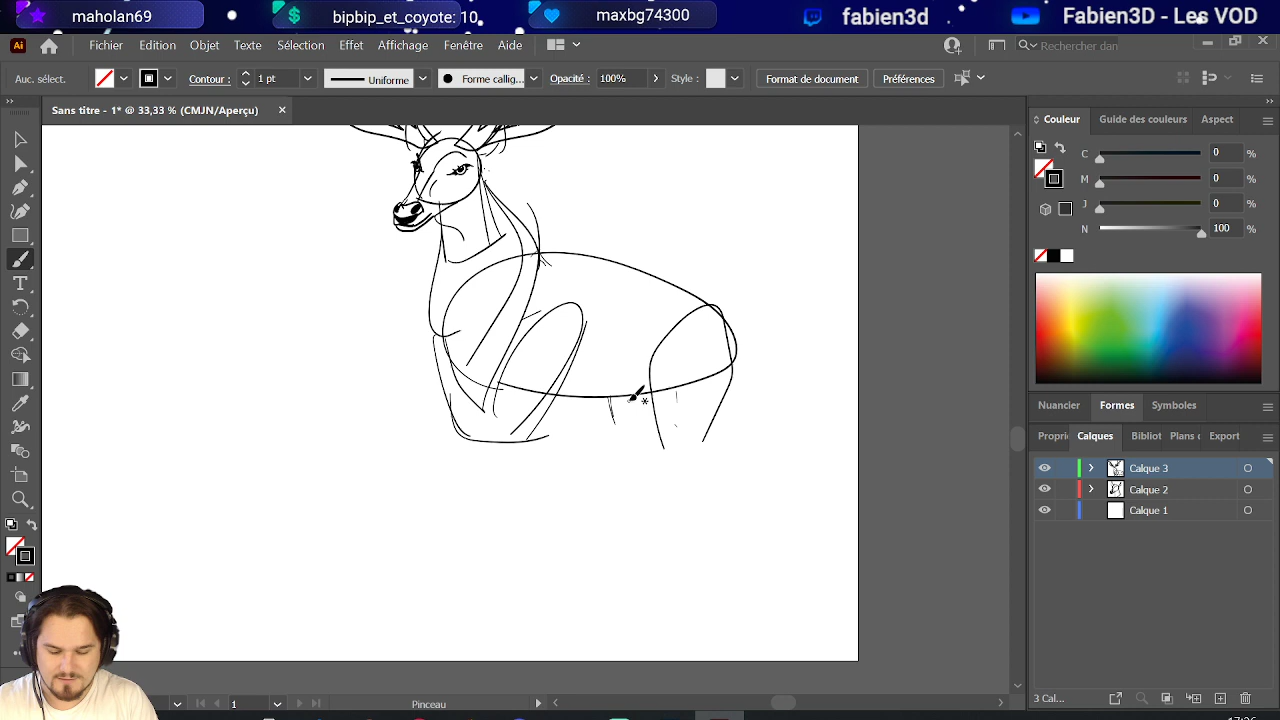 maholan69
bipbip_et_coyote: 10
maxbg74300
fabien3d
Fabien3D - Les VOD
Ai
Fichier Edition Objet Texte Sélection Effet Affichage Fenêtre Aide
Rechercher dan
Auc. sélect.
Contour :
1 pt
Uniforme
Forme callig...
Opacité :
100%
Style :
Format de document
Préférences
Sans titre - 1* @ 33,33 % (CMJN/Aperçu)
Couleur
Guide des couleurs
Aspect
C 0 %
M 0 %
J 0 %
N 100 %
Nuancier
Formes
Symboles
Propri
Calques
Bibliot
Plans d
Export
Calque 3
Calque 2
Calque 1
3 Cal...
1
Pinceau